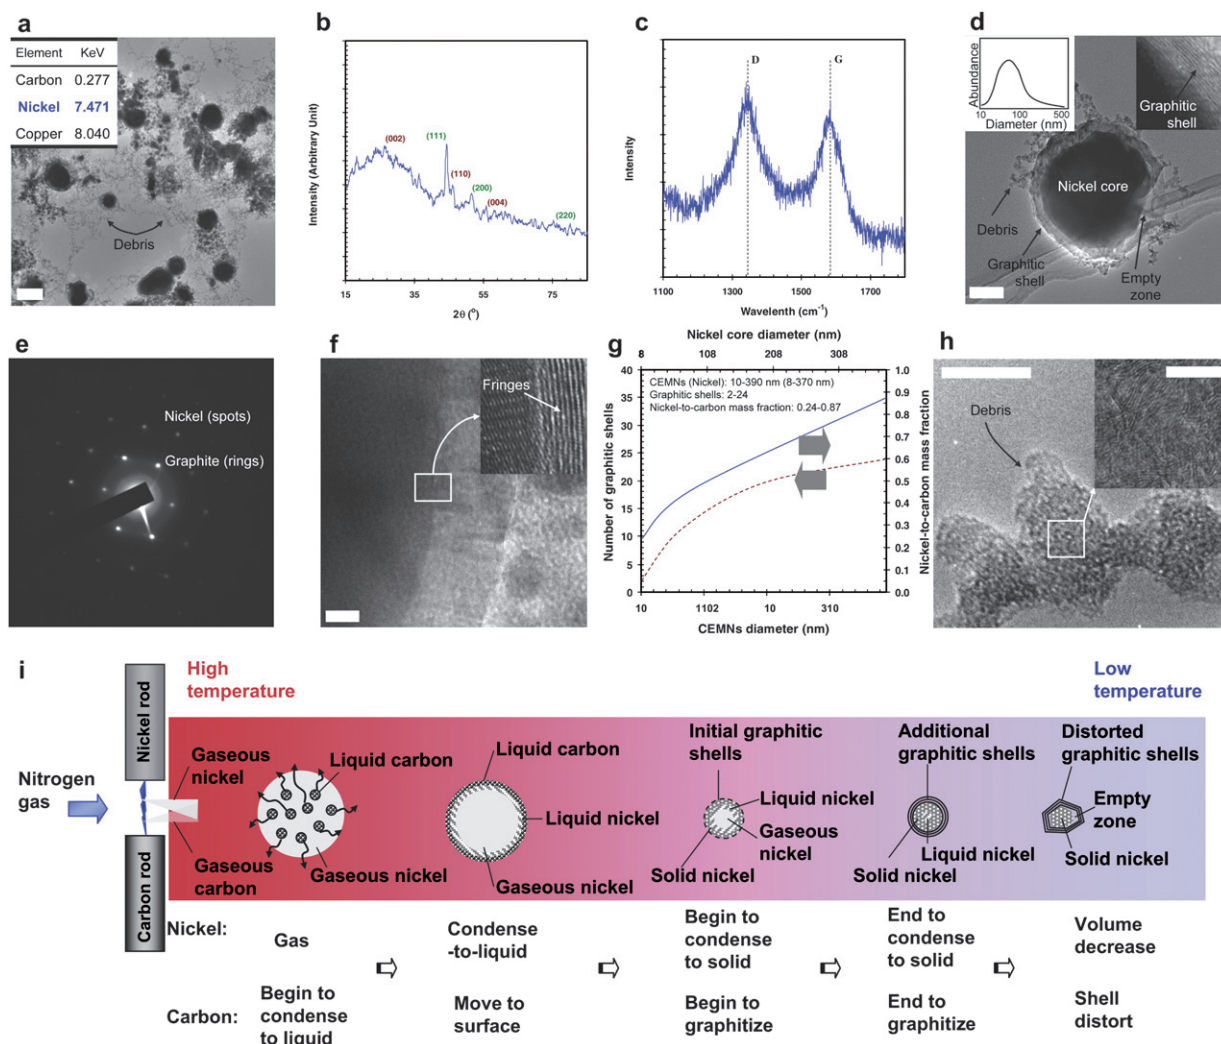 a
Element KeV
Carbon 0.277
Nickel 7.471
Copper 8.040
Debris
b
Intensity (Arbitrary Unit)
(002)
(111)
(110)
(200)
(004)
(220)
15 35 55 75
2θ (°)
c
Intensity
D
G
1100 1300 1500 1700
Wavelenth (cm-1)
d
Abundance
10 100 500
Diameter (nm)
Graphitic
shell
Nickel core
Debris
Graphitic
shell
Empty
zone
e
Nickel (spots)
Graphite (rings)
f
Fringes
g
Nickel core diameter (nm)
8 108 208 308
CEMNs (Nickel): 10-390 nm (8-370 nm)
Graphitic shells: 2-24
Nickel-to-carbon mass fraction: 0.24-0.87
Number of graphitic shells
40
35
30
25
20
15
10
5
0
1.0
0.9
0.8
0.7
0.6
0.5
0.4
0.3
0.2
0.1
0.0
Nickel-to-carbon mass fraction
10 1102 10 310
CEMNs diameter (nm)
h
Debris
i
High
temperature
Low
temperature
Nickel rod
Carbon rod
Nitrogen
gas
Gaseous
nickel
Gaseous
carbon
Liquid carbon
Gaseous nickel
Liquid carbon
Liquid nickel
Gaseous nickel
Initial graphitic
shells
Liquid nickel
Gaseous
nickel
Solid nickel
Additional
graphitic shells
Liquid nickel
Solid nickel
Distorted
graphitic shells
Empty
zone
Solid nickel
Nickel:
Gas
Condense
-to-liquid
Begin to
condense
to solid
End to
condense
to solid
Volume
decrease
Carbon:
Begin to
condense
to liquid
Move to
surface
Begin to
graphitize
End to
graphitize
Shell
distort